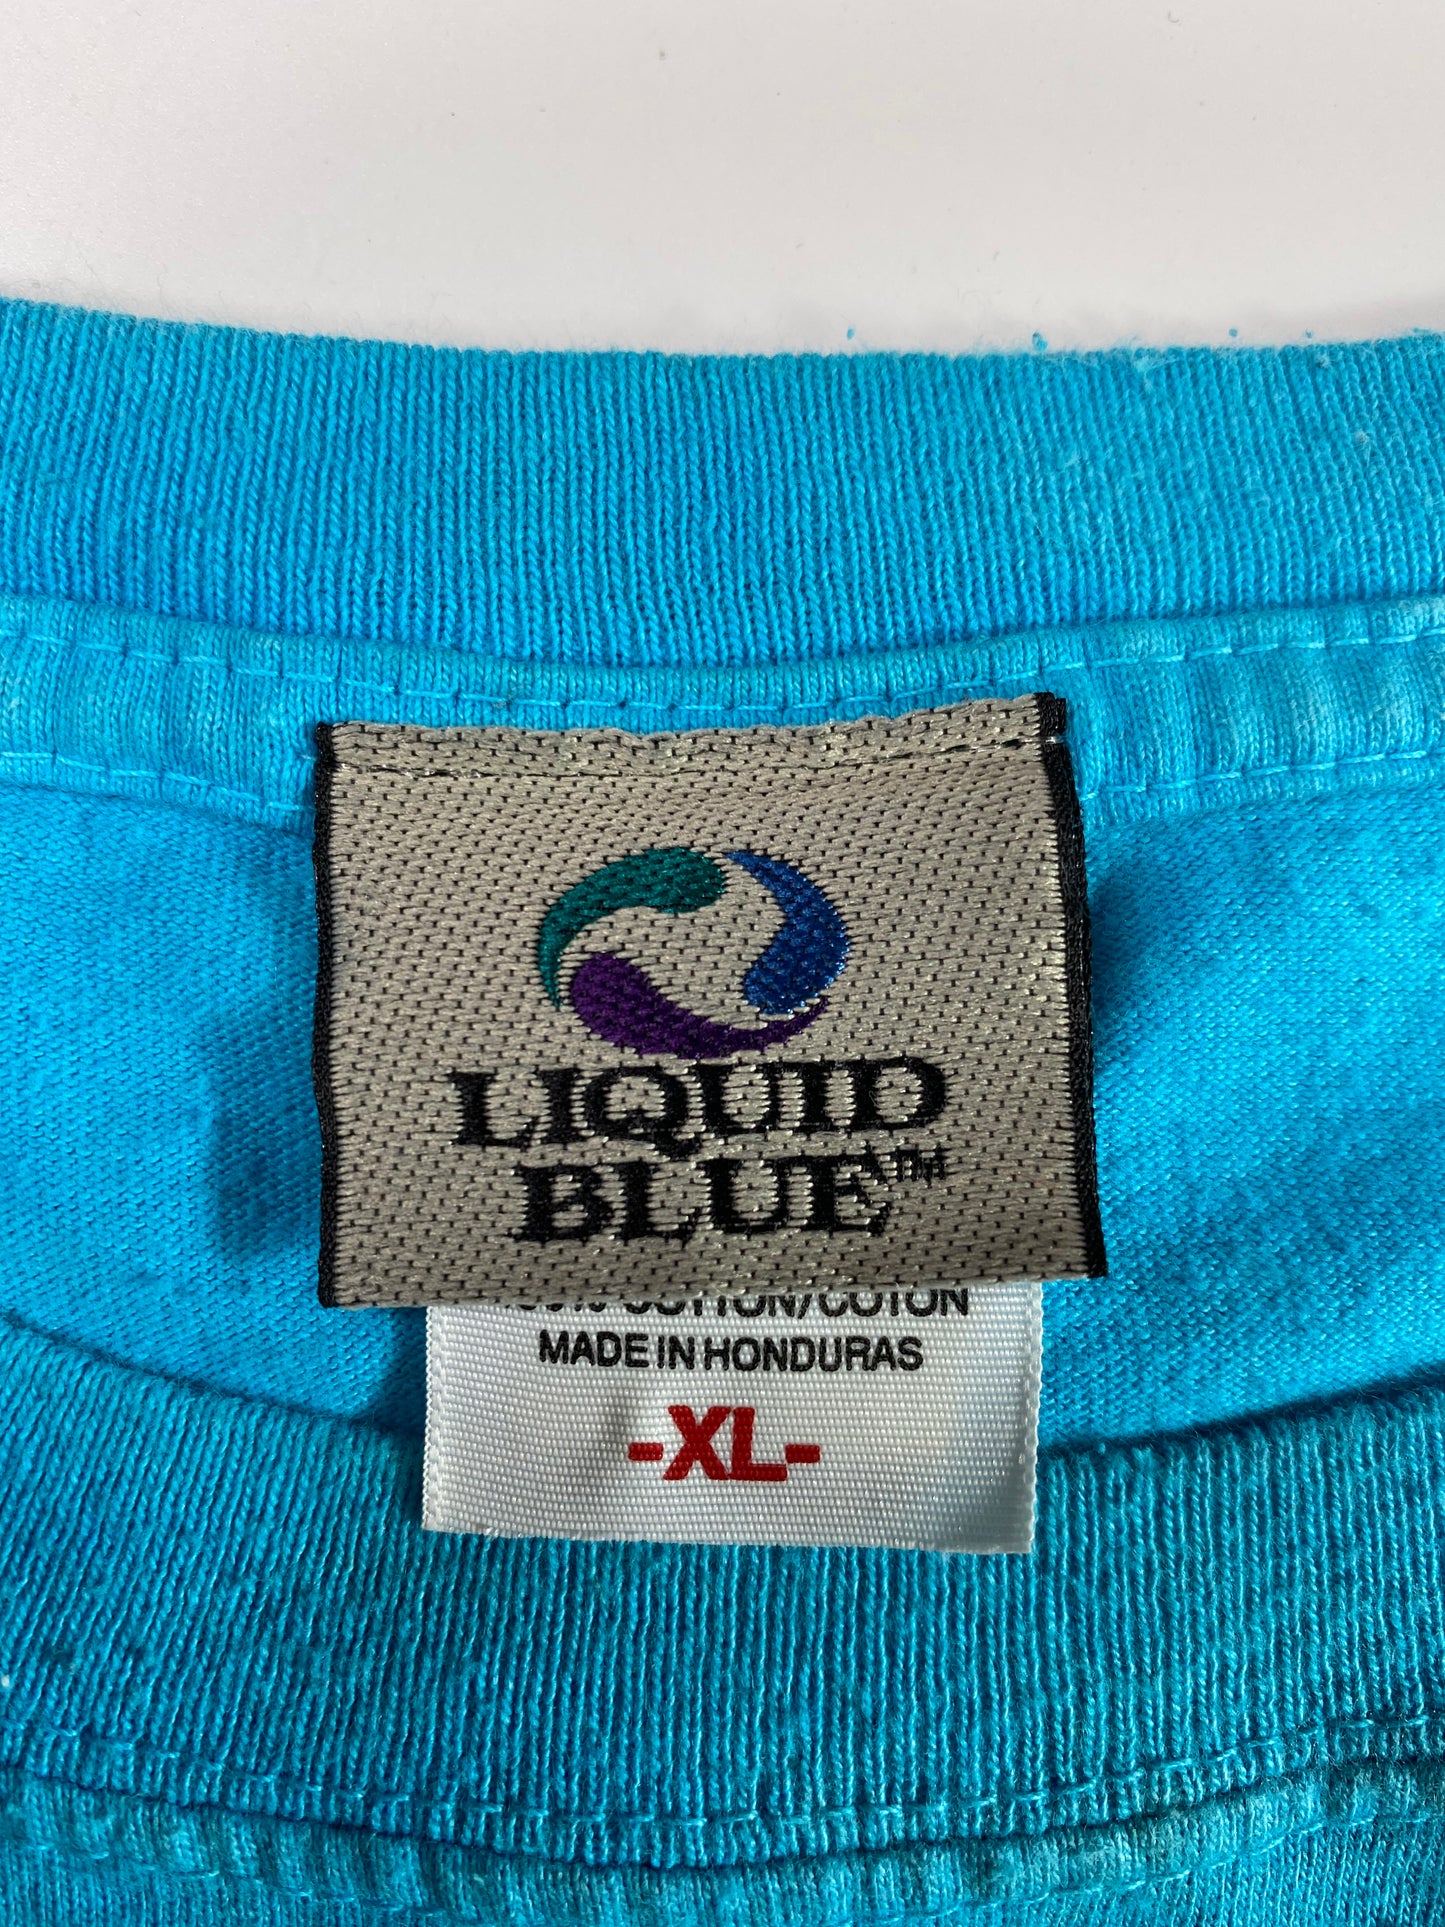 LIQUID
BLUE™
COTTON/COTON
MADE IN HONDURAS
-XL-